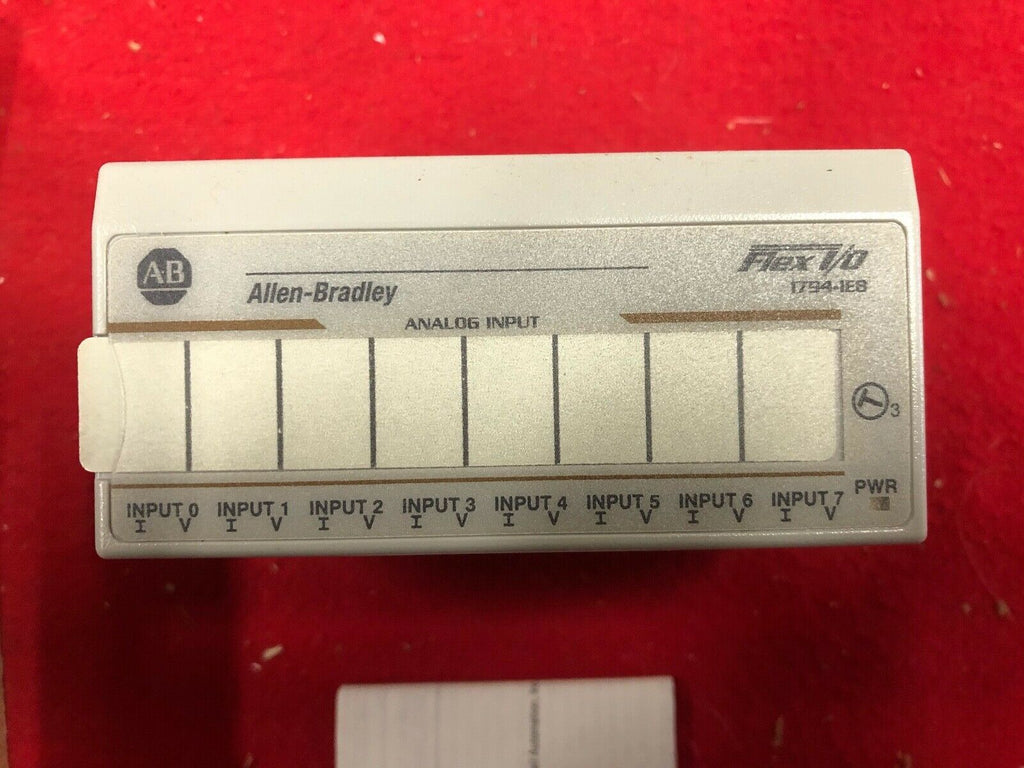 AB
Allen-Bradley
Flex I/O
1794-IE8
ANALOG INPUT
3
INPUT 0 INPUT 1 INPUT 2 INPUT 3 INPUT 4 INPUT 5 INPUT 6 INPUT 7 PWR
I V I V I V I V I V I V I V I V
Automation,